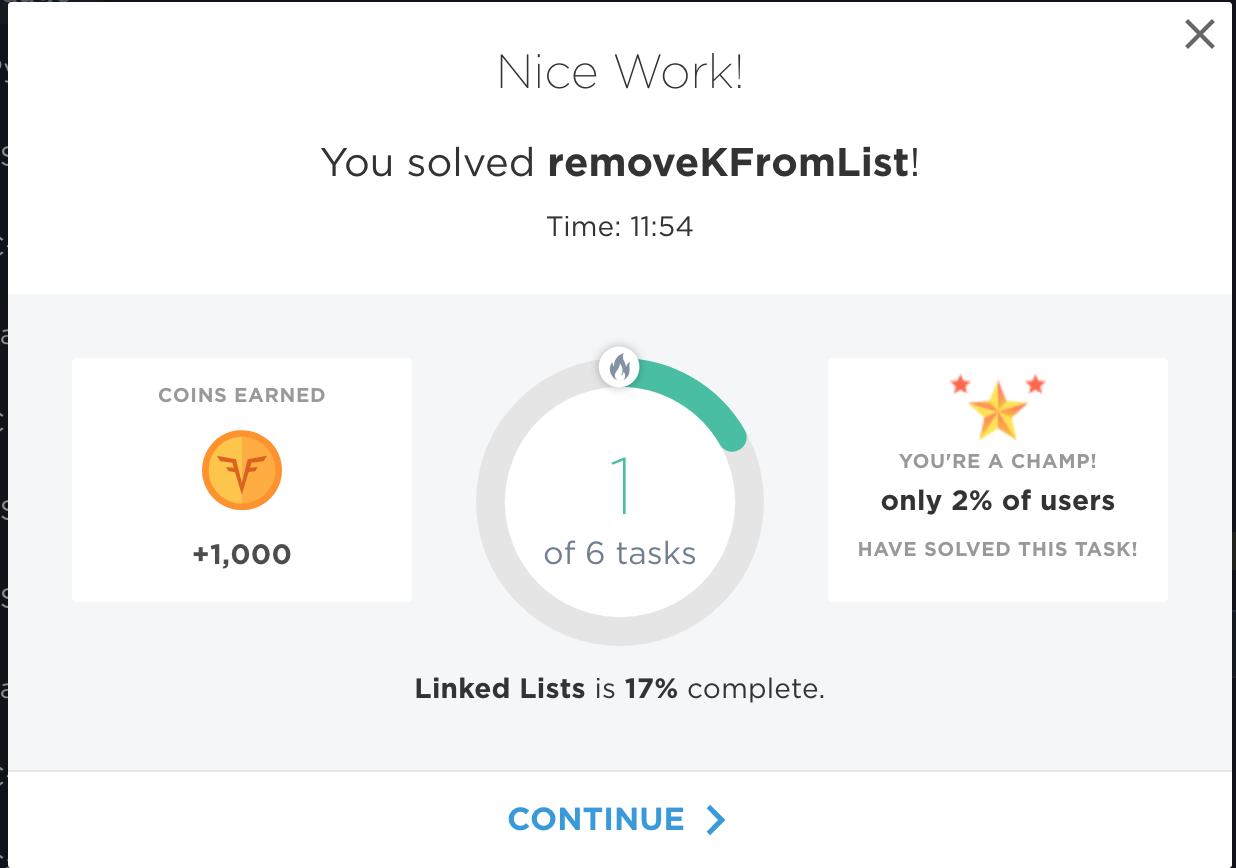 Nice Work!
You solved removeKFromList!
Time: 11:54
COINS EARNED
+1,000
1
of 6 tasks
YOU'RE A CHAMP!
only 2% of users
HAVE SOLVED THIS TASK!
Linked Lists is 17% complete.
CONTINUE